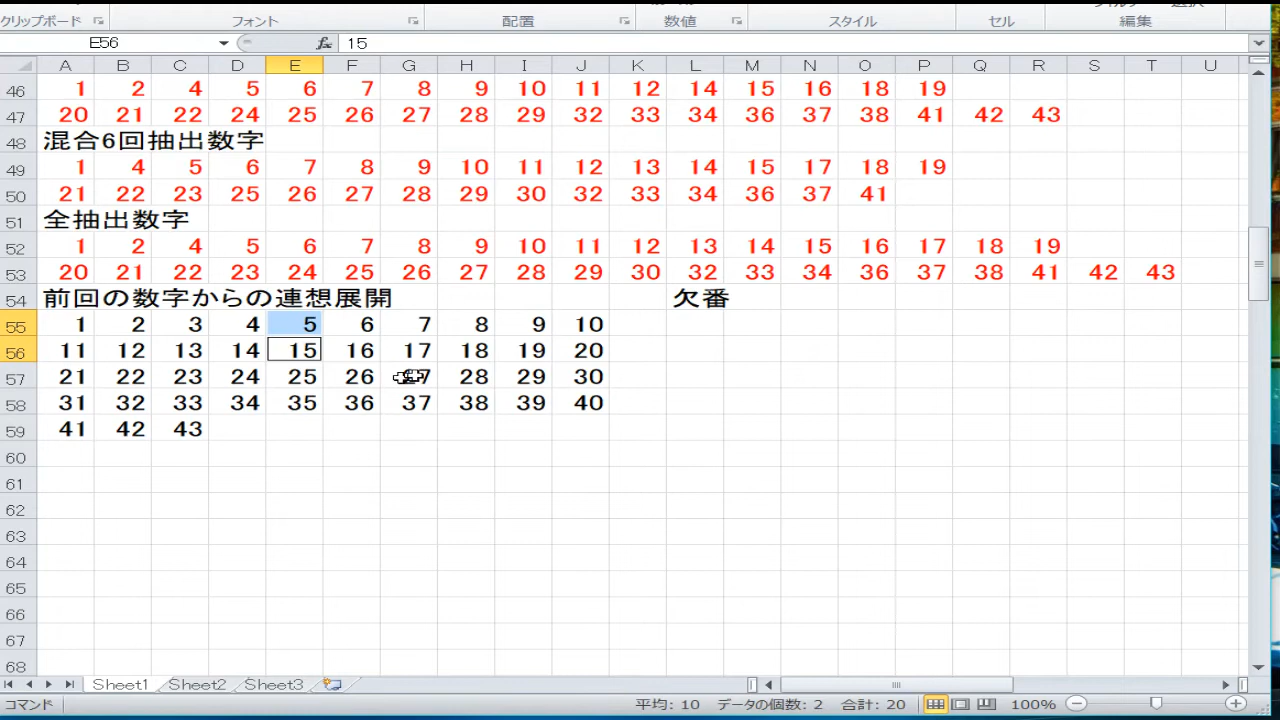 クリップボード フォント 配置 数値 スタイル セル 編集
E56 fx 15
A B C D E F G H I J K L M N O P Q R S T U
46 1 2 4 5 6 7 8 9 10 11 12 14 15 16 18 19
47 20 21 22 24 25 26 27 28 29 32 33 34 36 37 38 41 42 43
48 混合6回抽出数字
49 1 4 5 6 7 8 9 10 11 12 13 14 15 17 18 19
50 21 22 23 25 26 27 28 29 30 32 33 34 36 37 41
51 全抽出数字
52 1 2 4 5 6 7 8 9 10 11 12 13 14 15 16 17 18 19
53 20 21 22 23 24 25 26 27 28 29 30 32 33 34 36 37 38 41 42 43
54 前回の数字からの連想展開 欠番
55 1 2 3 4 5 6 7 8 9 10
56 11 12 13 14 15 16 17 18 19 20
57 21 22 23 24 25 26 27 28 29 30
58 31 32 33 34 35 36 37 38 39 40
59 41 42 43
60
61
62
63
64
65
66
67
68
Sheet1 Sheet2 Sheet3
コマンド 平均: 10 データの個数: 2 合計: 20 100%